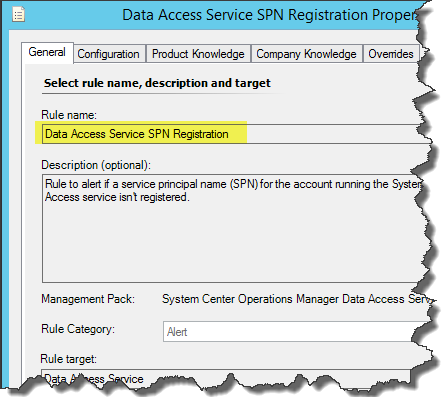 Data Access Service SPN Registration Prope
General Configuration Product Knowledge Company Knowledge Overrides
Select rule name, description and target
Rule name:
Data Access Service SPN Registration
Description (optional):
Rule to alert if a service principal name (SPN) for the account running the Syste
Access service isn't registered.
Management Pack: System Center Operations Manager Data Access Serv
Rule Category: Alert
Rule target:
Data Access Service